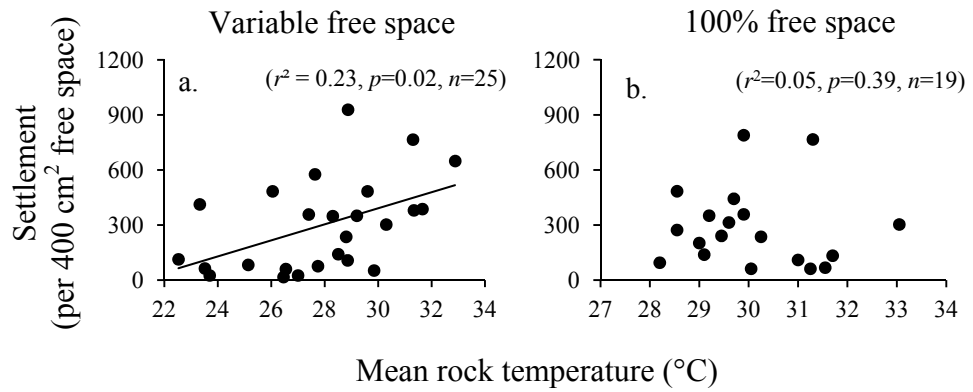 Variable free space
100% free space
Settlement
(per 400 cm² free space)
1200
900
600
300
0
a.
(r² = 0.23, p=0.02, n=25)
22 24 26 28 30 32 34
1200
900
600
300
0
b.
(r²=0.05, p=0.39, n=19)
27 28 29 30 31 32 33 34
Mean rock temperature (°C)